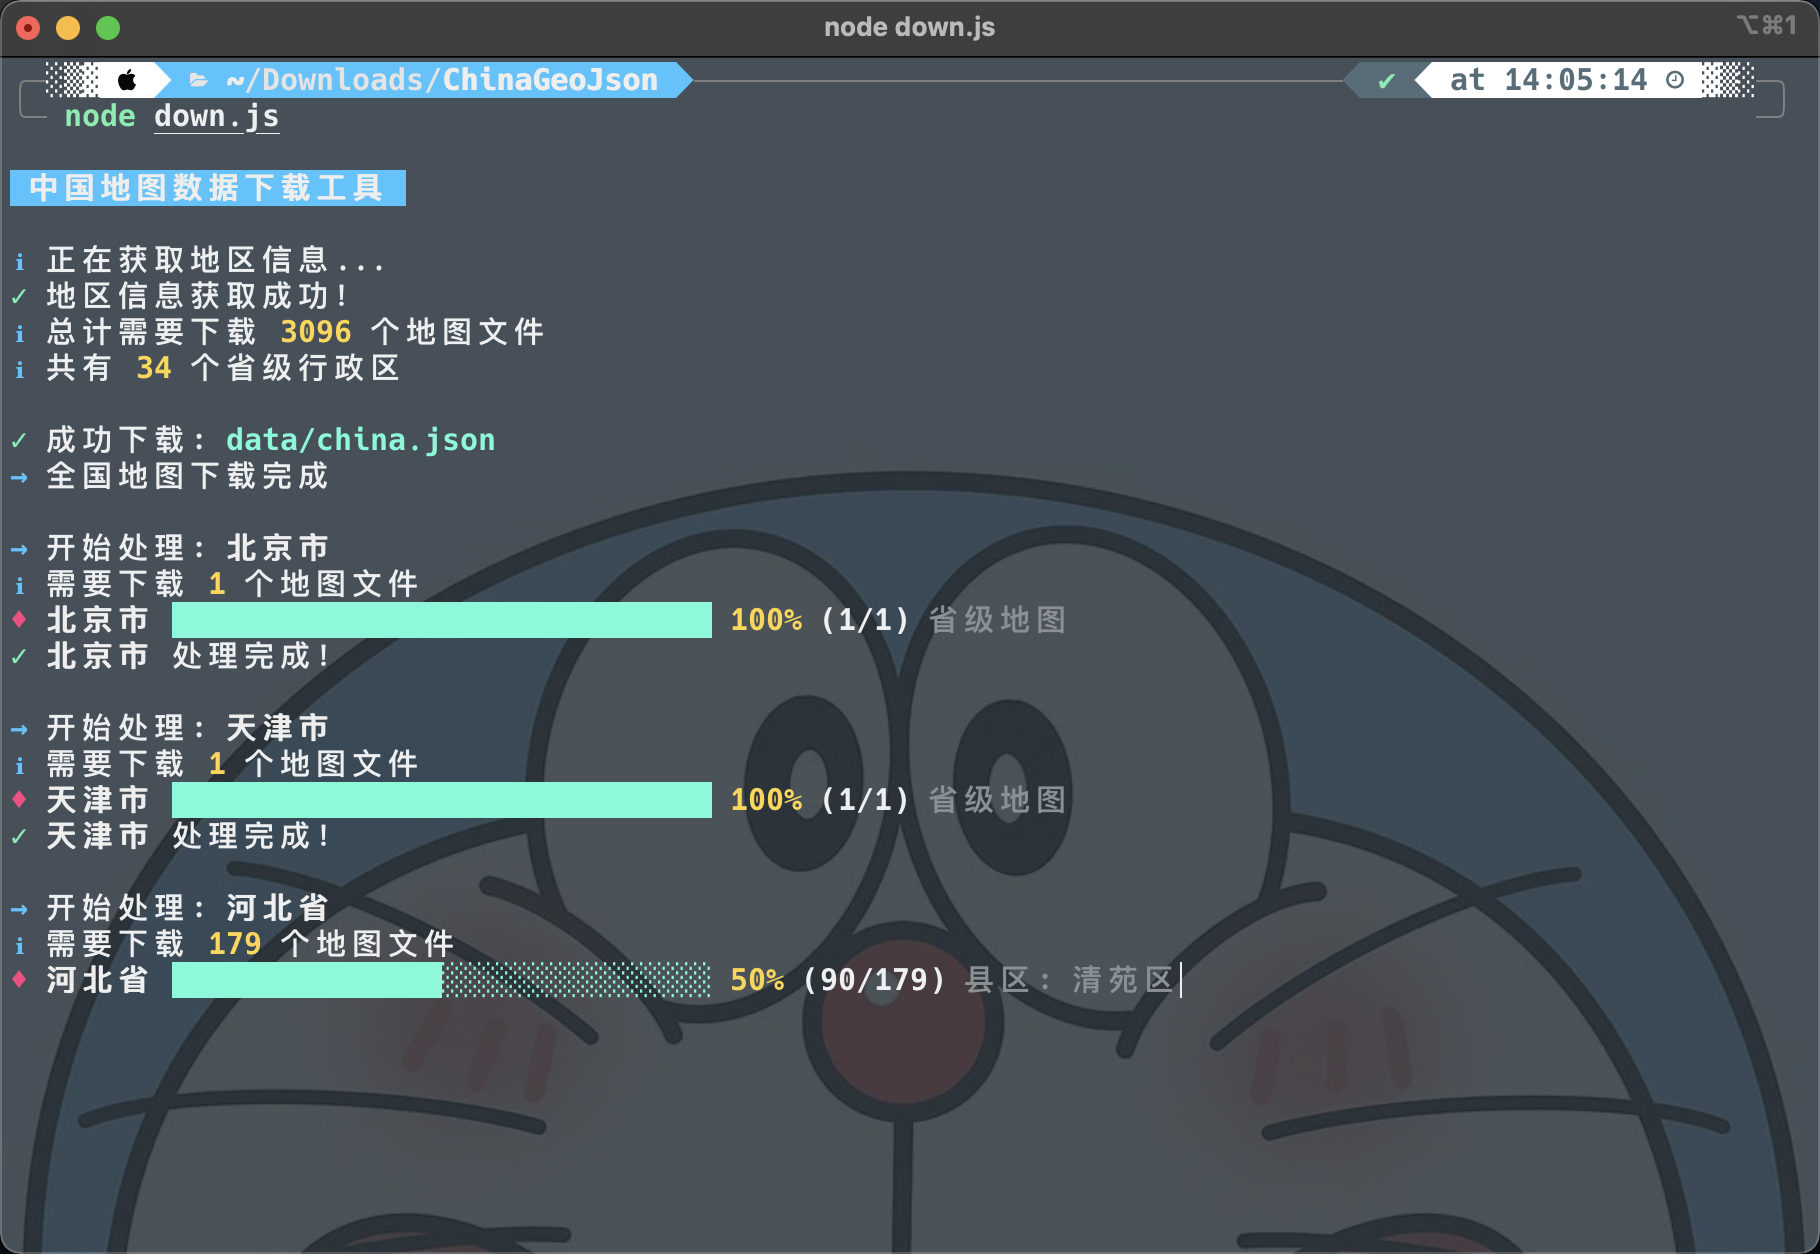 node down.js
⌥⌘1
~/Downloads/ChinaGeoJson
✔ at 14:05:14
node down.js
中国地图数据下载工具
ℹ 正在获取地区信息...
✓ 地区信息获取成功!
ℹ 总计需要下载 3096 个地图文件
ℹ 共有 34 个省级行政区
✓ 成功下载: data/china.json
→ 全国地图下载完成
→ 开始处理: 北京市
ℹ 需要下载 1 个地图文件
♦ 北京市 100% (1/1) 省级地图
✓ 北京市 处理完成!
→ 开始处理: 天津市
ℹ 需要下载 1 个地图文件
♦ 天津市 100% (1/1) 省级地图
✓ 天津市 处理完成!
→ 开始处理: 河北省
ℹ 需要下载 179 个地图文件
♦ 河北省 50% (90/179) 县区: 清苑区